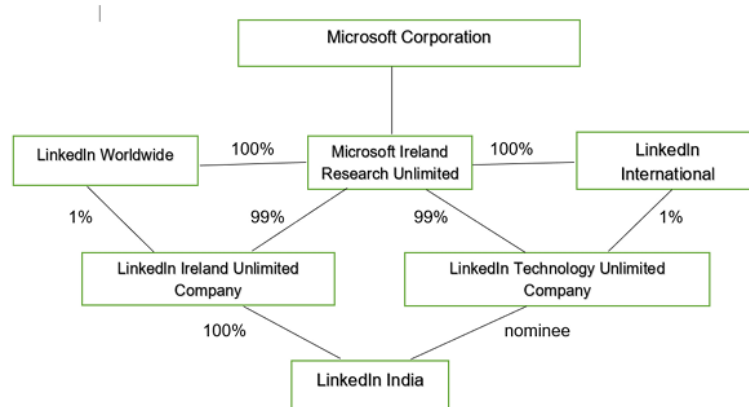 Microsoft Corporation
LinkedIn Worldwide
100%
Microsoft Ireland
Research Unlimited
100%
LinkedIn
International
1%
99%
99%
1%
LinkedIn Ireland Unlimited
Company
LinkedIn Technology Unlimited
Company
100%
nominee
LinkedIn India